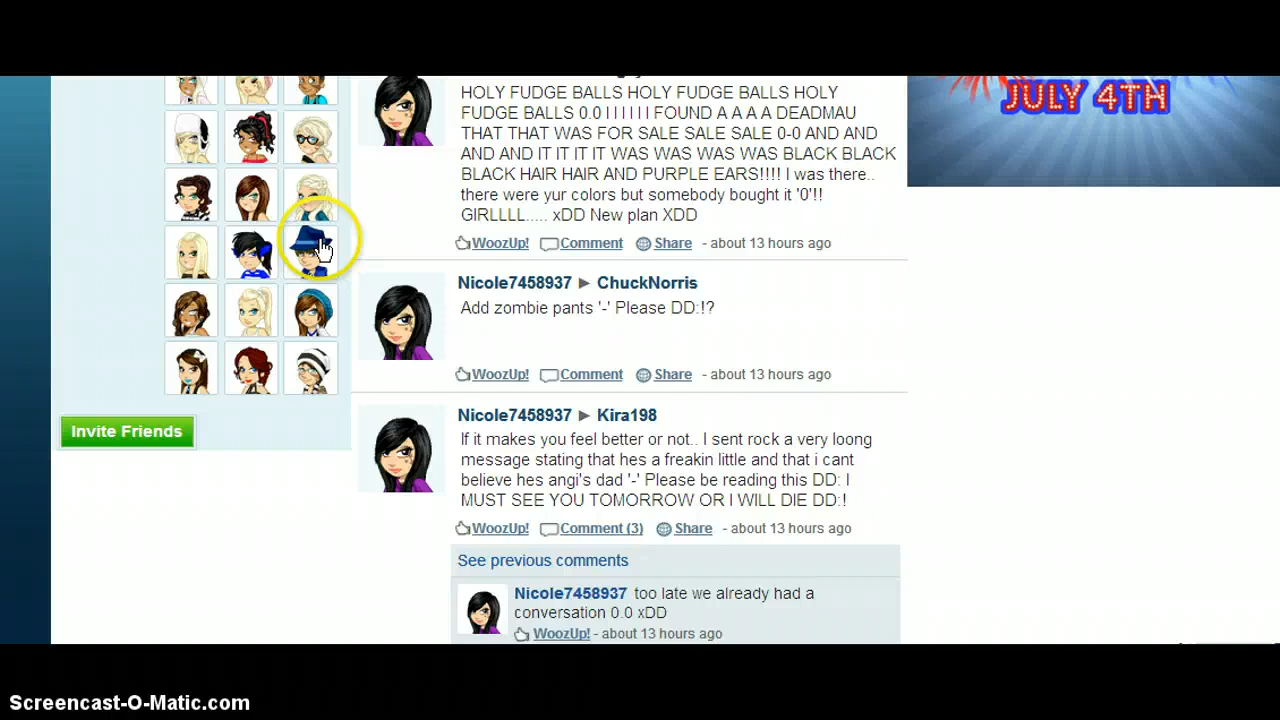 HOLY FUDGE BALLS HOLY FUDGE BALLS HOLY
FUDGE BALLS 0.0 I I I I I I FOUND A A A A DEADMAU
THAT THAT WAS FOR SALE SALE SALE 0-0 AND AND
AND AND IT IT IT IT WAS WAS WAS WAS BLACK BLACK
BLACK HAIR HAIR AND PURPLE EARS!!!! I was there..
there were yur colors but somebody bought it '0'!!
GIRLLLL..... xDD New plan XDD
WoozUp! Comment Share - about 13 hours ago
JULY 4TH
Nicole7458937 ► ChuckNorris
Add zombie pants '-' Please DD:!?
WoozUp! Comment Share - about 13 hours ago
Nicole7458937 ► Kira198
If it makes you feel better or not.. I sent rock a very loong
message stating that hes a freakin little and that i cant
believe hes angi's dad '-' Please be reading this DD: I
MUST SEE YOU TOMORROW OR I WILL DIE DD:!
WoozUp! Comment (3) Share - about 13 hours ago
See previous comments
Nicole7458937 too late we already had a
conversation 0.0 xDD
WoozUp! - about 13 hours ago
Invite Friends
Screencast-O-Matic.com